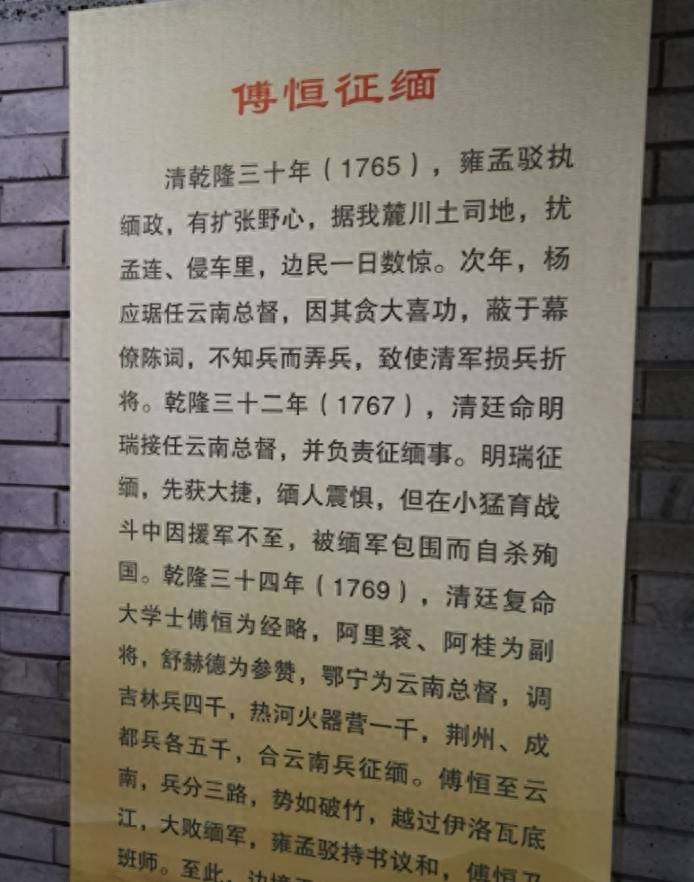 傅恒征缅
清乾隆三十年（1765），雍孟驳执
缅政，有扩张野心，据我麓川土司地，扰
孟连、侵车里，边民一日数惊。次年，杨
应琚任云南总督，因其贪大喜功，蔽于幕
僚陈词，不知兵而弄兵，致使清军损兵折
将。乾隆三十二年（1767），清廷命明
瑞接任云南总督，并负责征缅事。明瑞征
缅，先获大捷，缅人震惧，但在小猛育战
斗中因援军不至，被缅军包围而自杀殉
国。乾隆三十四年（1769），清廷复命
大学士傅恒为经略，阿里衮、阿桂为副
将，舒赫德为参赞，鄂宁为云南总督，调
吉林兵四千，热河火器营一千，荆州、成
都兵各五千，合云南兵征缅。傅恒至云
南，兵分三路，势如破竹，越过伊洛瓦底
江，大败缅军，雍孟驳持书议和，傅恒
班师。至此，边境